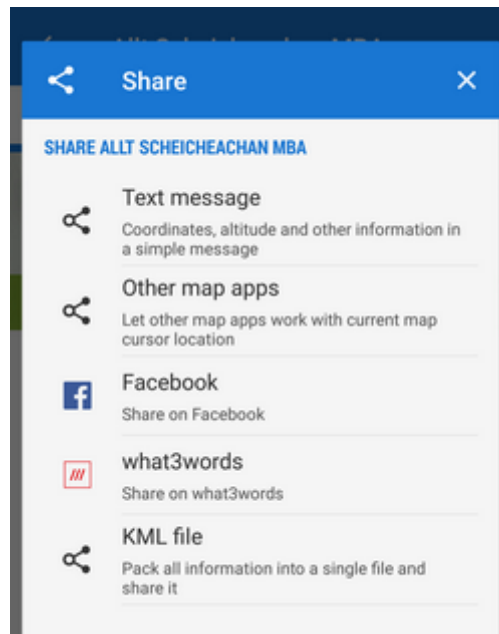 Share
SHARE ALLT SCHEICHEACHAN MBA
Text message
Coordinates, altitude and other information in
a simple message
Other map apps
Let other map apps work with current map
cursor location
Facebook
Share on Facebook
what3words
Share on what3words
KML file
Pack all information into a single file and
share it